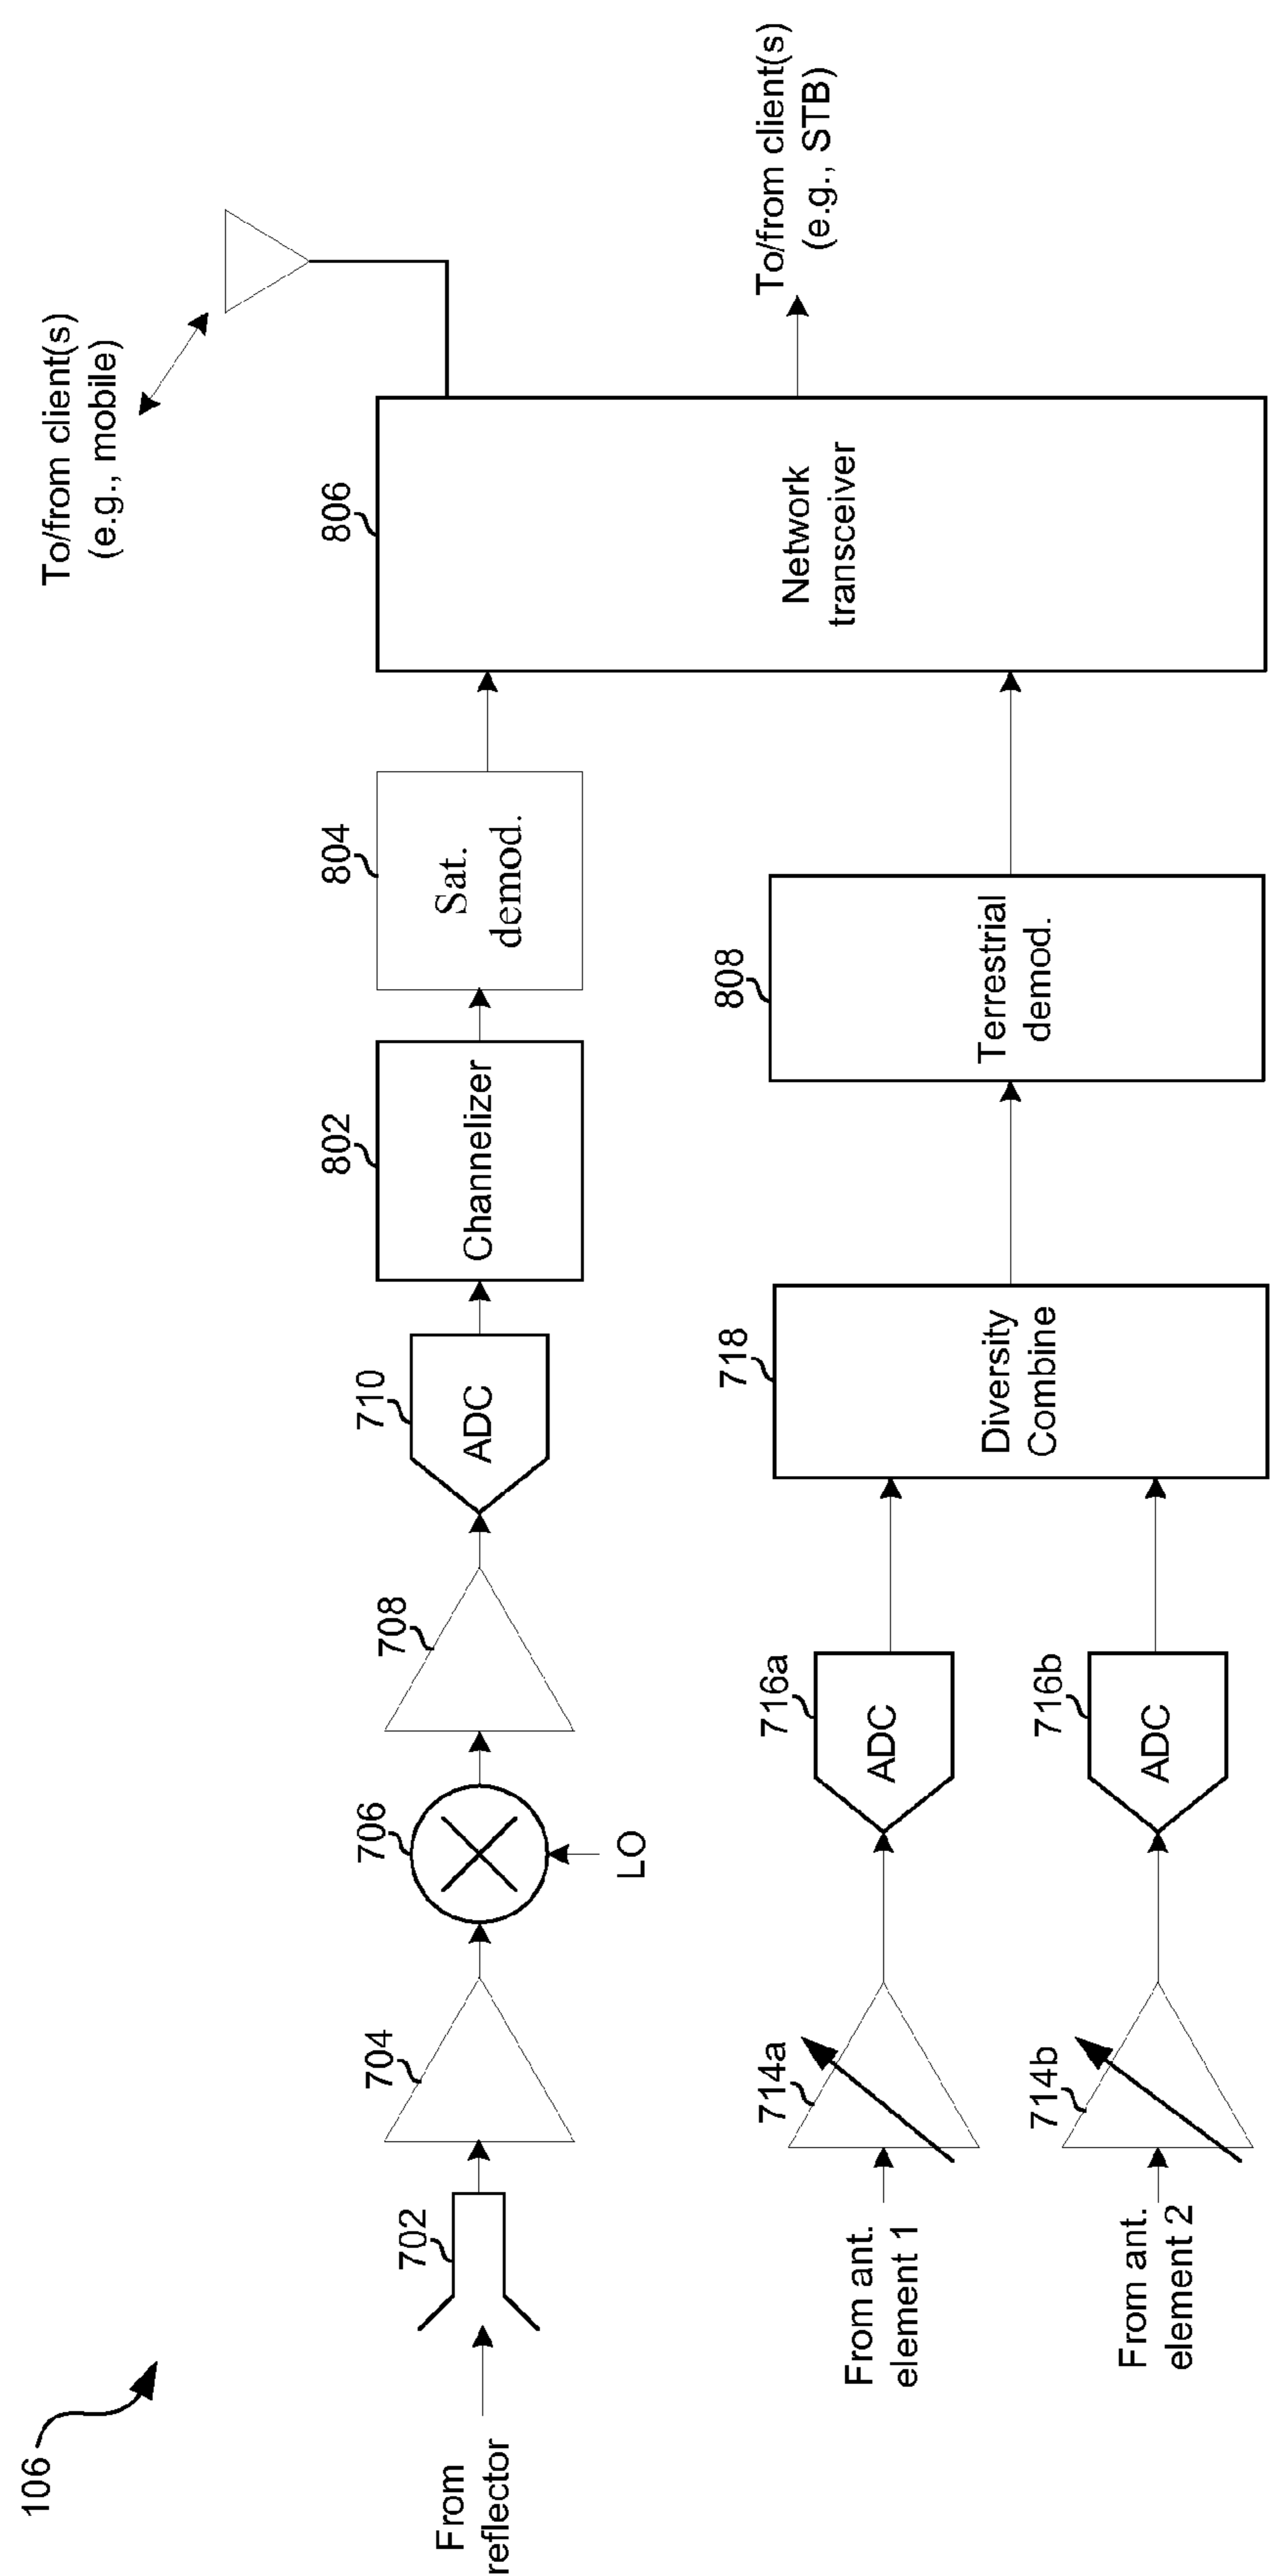 106
To/from client(s)
(e.g., mobile)
From
reflector
702
704
706
LO
708
710
ADC
802
Channelizer
804
Sat.
demod.
806
Network
transceiver
To/from client(s)
(e.g., STB)
From ant.
element 1
714a
716a
ADC
From ant.
element 2
714b
716b
ADC
718
Diversity
Combine
808
Terrestrial
demod.